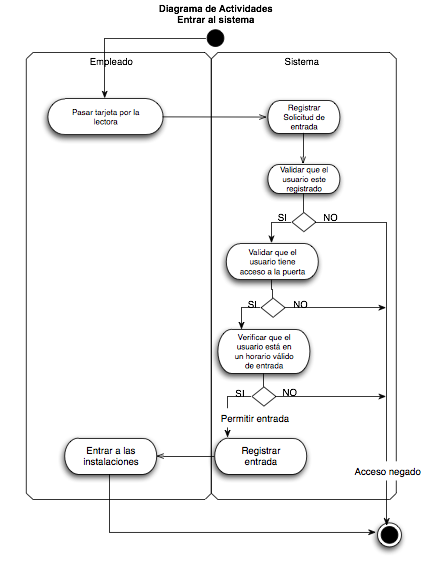 Diagrama de Actividades
Entrar al sistema
Empleado
Sistema
Pasar tarjeta por la
lectora
Registrar
Solicitud de
entrada
Validar que el
usuario este
registrado
SI
NO
Validar que el
usuario tiene
acceso a la puerta
SI
NO
Verificar que el
usuario está en
un horario válido
de entrada
SI
NO
Permitir entrada
Entrar a las
instalaciones
Registrar
entrada
Acceso negado